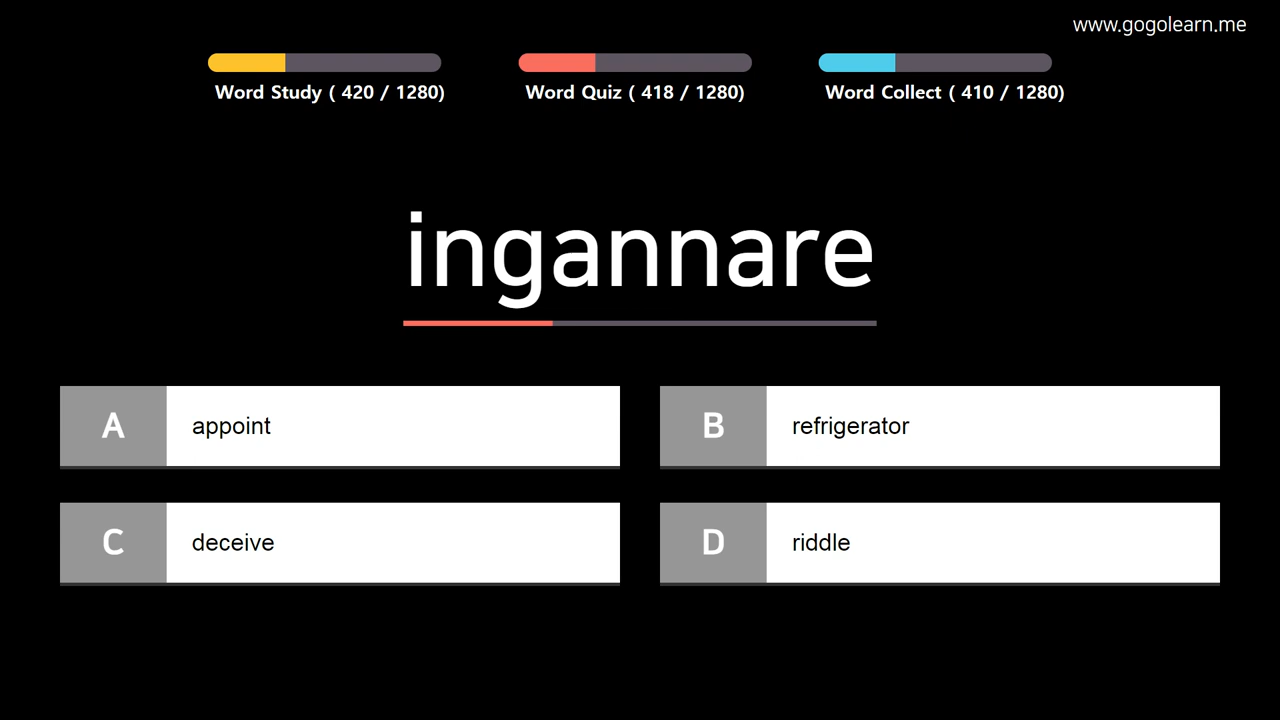 www.gogolearn.me
Word Study ( 420 / 1280)
Word Quiz ( 418 / 1280)
Word Collect ( 410 / 1280)
ingannare
A appoint
B refrigerator
C deceive
D riddle